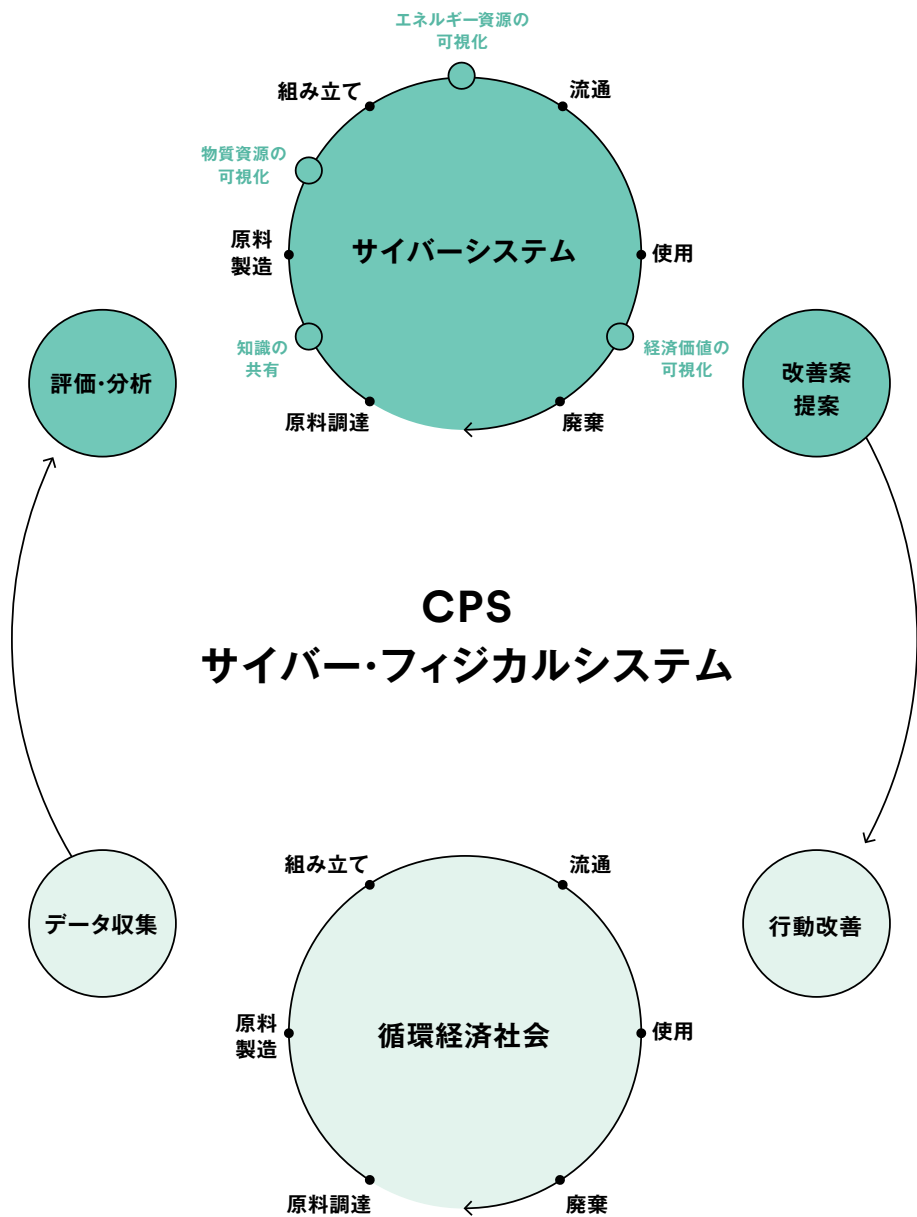 エネルギー資源の
可視化
組み立て
流通
物質資源の
可視化
原料
製造
サイバーシステム
使用
知識の
共有
経済価値の
可視化
評価・分析
改善案
提案
原料調達
廃棄
CPS
サイバー・フィジカルシステム
組み立て
流通
データ収集
行動改善
原料
製造
循環経済社会
使用
原料調達
廃棄